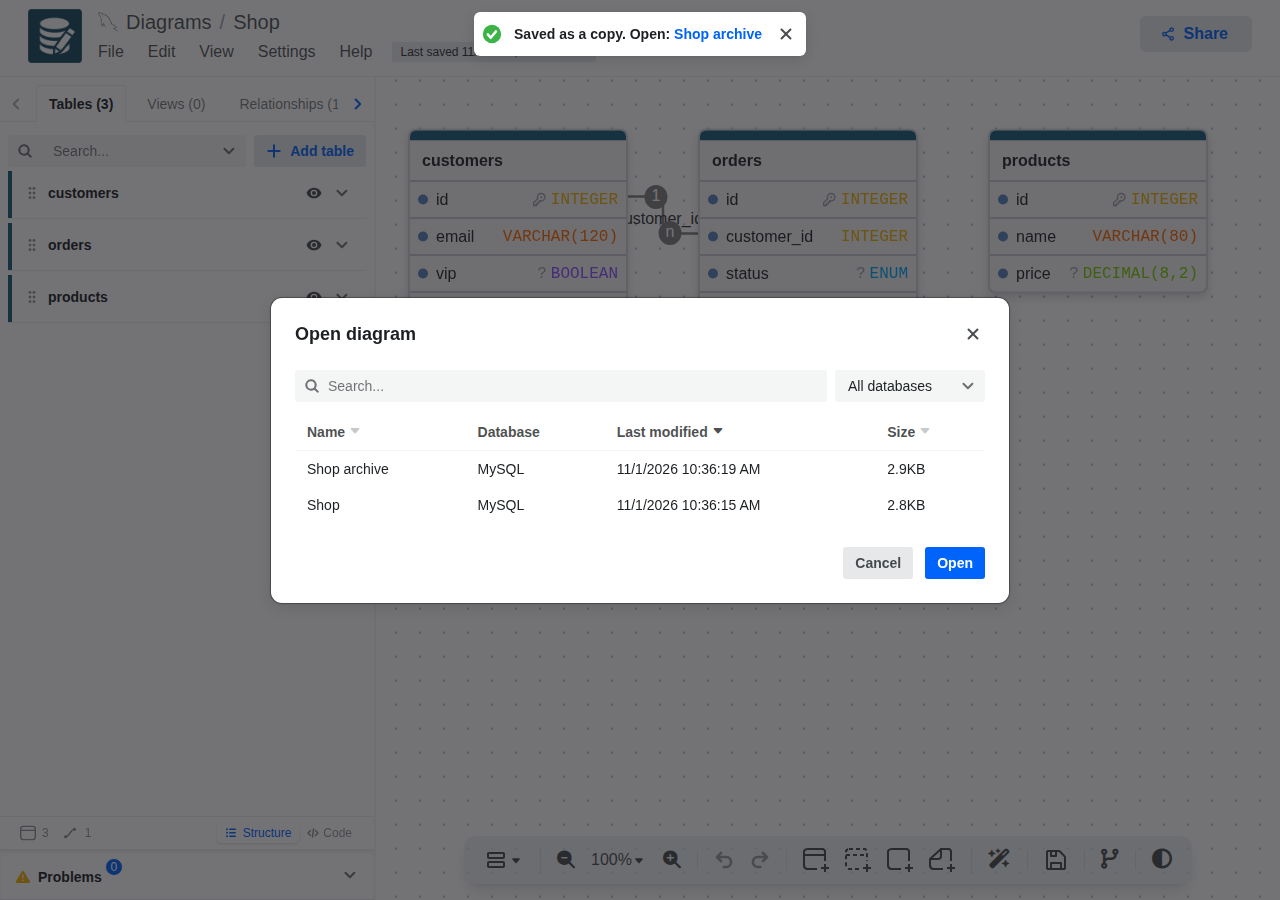 Diagrams / Shop
File Edit View Settings Help
Saved as a copy. Open: Shop archive
Share
Tables (3) Views (0) Relationships (1
Search...
Add table
customers
orders
products
customers
id INTEGER
email VARCHAR(120)
vip ? BOOLEAN
1
n
orders
id INTEGER
customer_id INTEGER
status ? ENUM
products
id INTEGER
name VARCHAR(80)
price ? DECIMAL(8,2)
Open diagram
Search...
All databases
Name Database Last modified Size
Shop archive MySQL 11/1/2026 10:36:19 AM 2.9KB
Shop MySQL 11/1/2026 10:36:15 AM 2.8KB
Cancel Open
3 1 Structure Code
Problems 0
100%